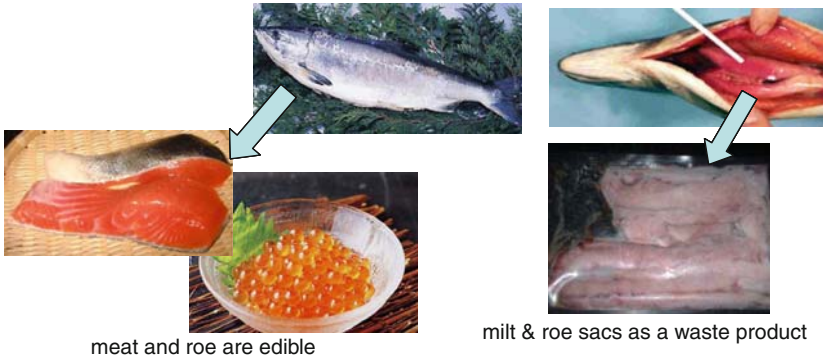 meat and roe are edible
milt & roe sacs as a waste product